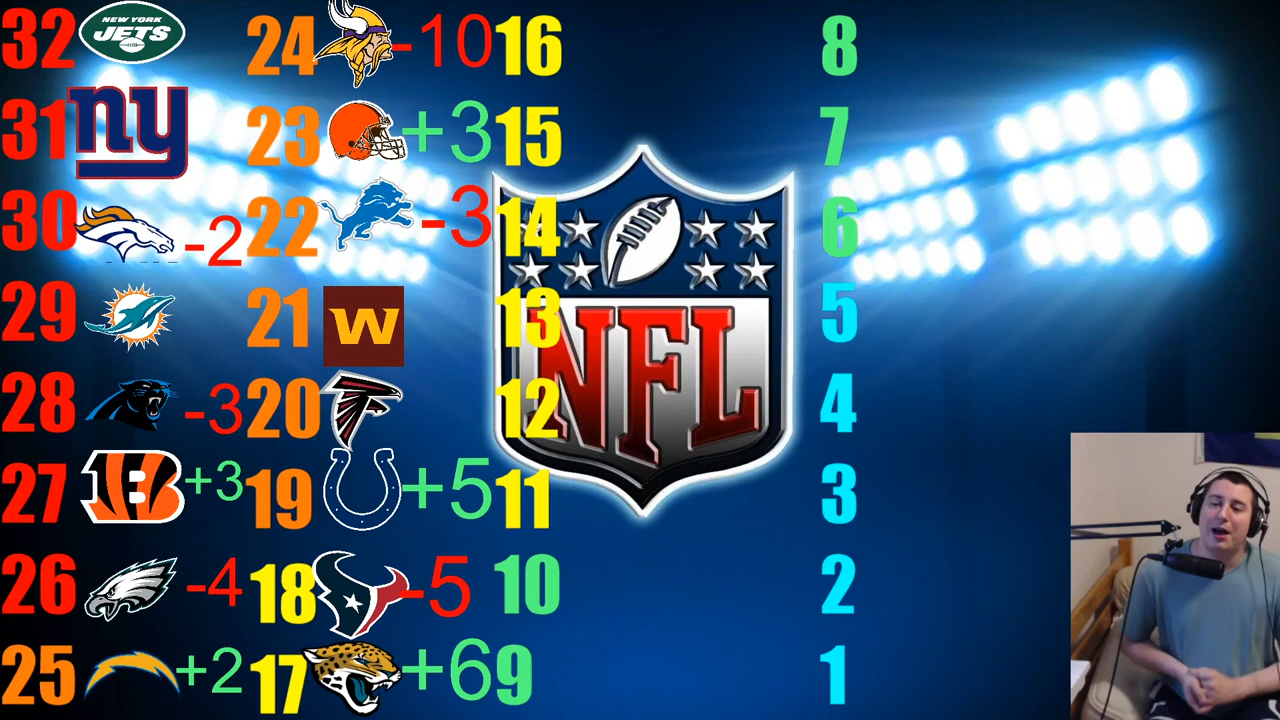 32 NEW YORK JETS 24 -10 16 8
31 ny 23 +3 15 7
30 -2 22 -3 14 6
29 21 W 13 5
28 -3 20 12 4
27 B +3 19 +5 11 3
26 -4 18 -5 10 2
25 +2 17 +6 9 1
NFL